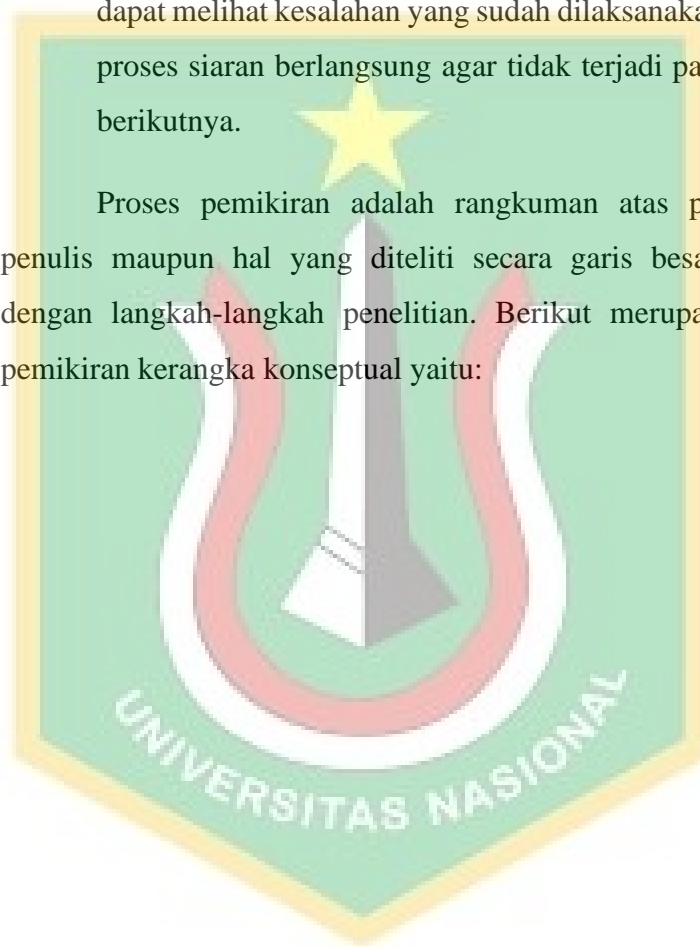 dapat melihat kesalahan yang sudah dilaksanaka
proses siaran berlangsung agar tidak terjadi pa
berikutnya.
Proses pemikiran adalah rangkuman atas p
penulis maupun hal yang diteliti secara garis besa
dengan langkah-langkah penelitian. Berikut merupa
pemikiran kerangka konseptual yaitu:
UNIVERSITAS NASIONAL